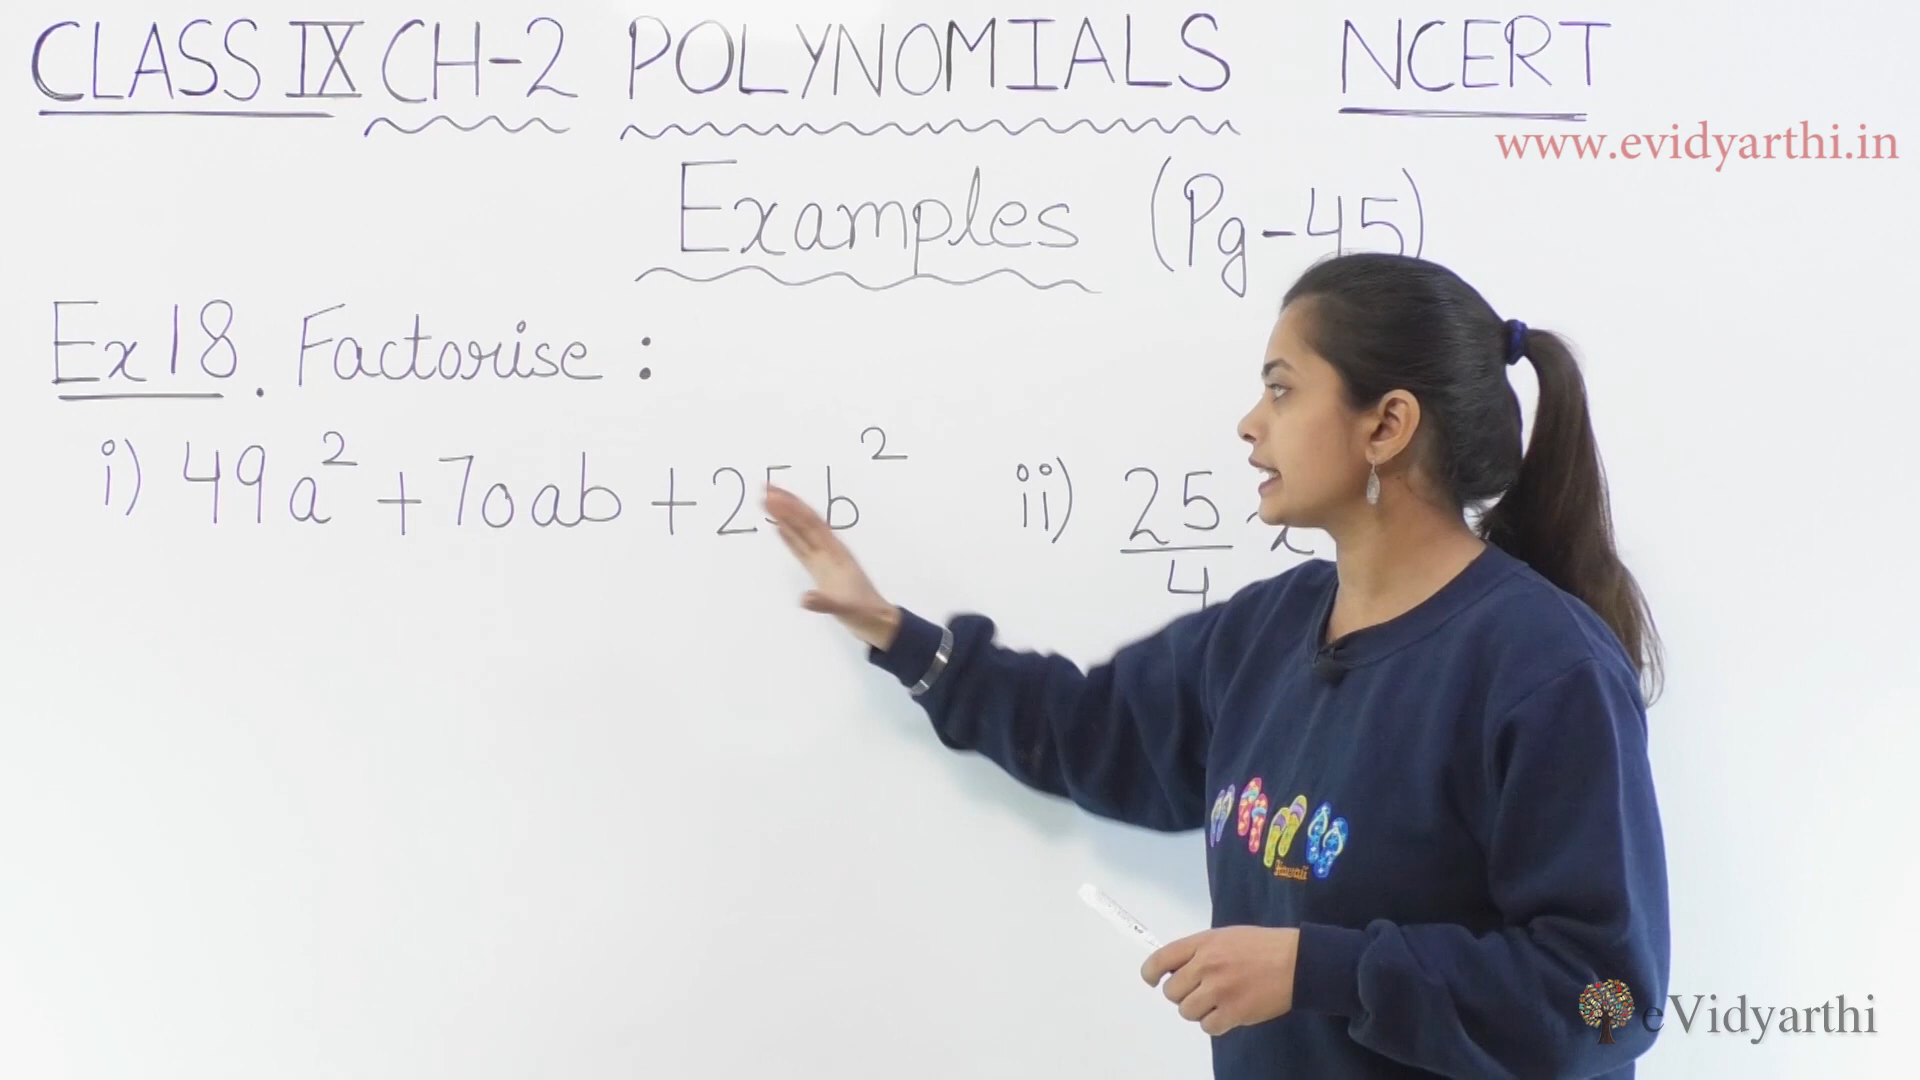 CLASS IX CH-2 POLYNOMIALS NCERT
www.evidyarthi.in
Examples (Pg-45)
Ex 18. Factorise :
i) 49a² + 70ab + 25b² ii) 25/4 x
Hawaii
eVidyarthi